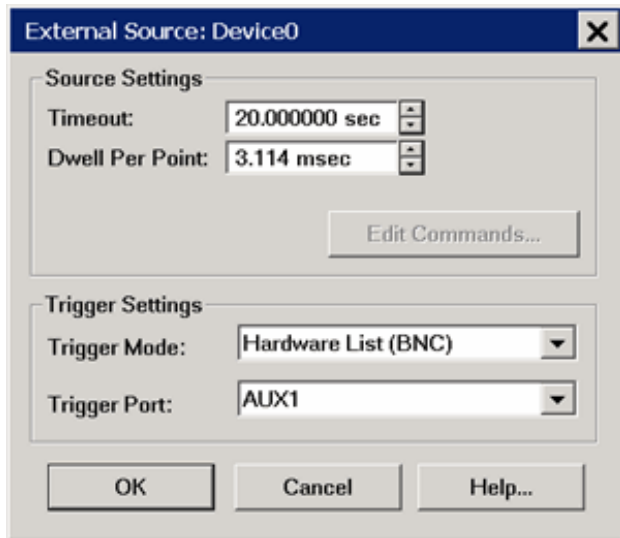 External Source: Device0
Source Settings
Timeout: 20.000000 sec
Dwell Per Point: 3.114 msec
Edit Commands...
Trigger Settings
Trigger Mode: Hardware List (BNC)
Trigger Port: AUX1
OK Cancel Help...